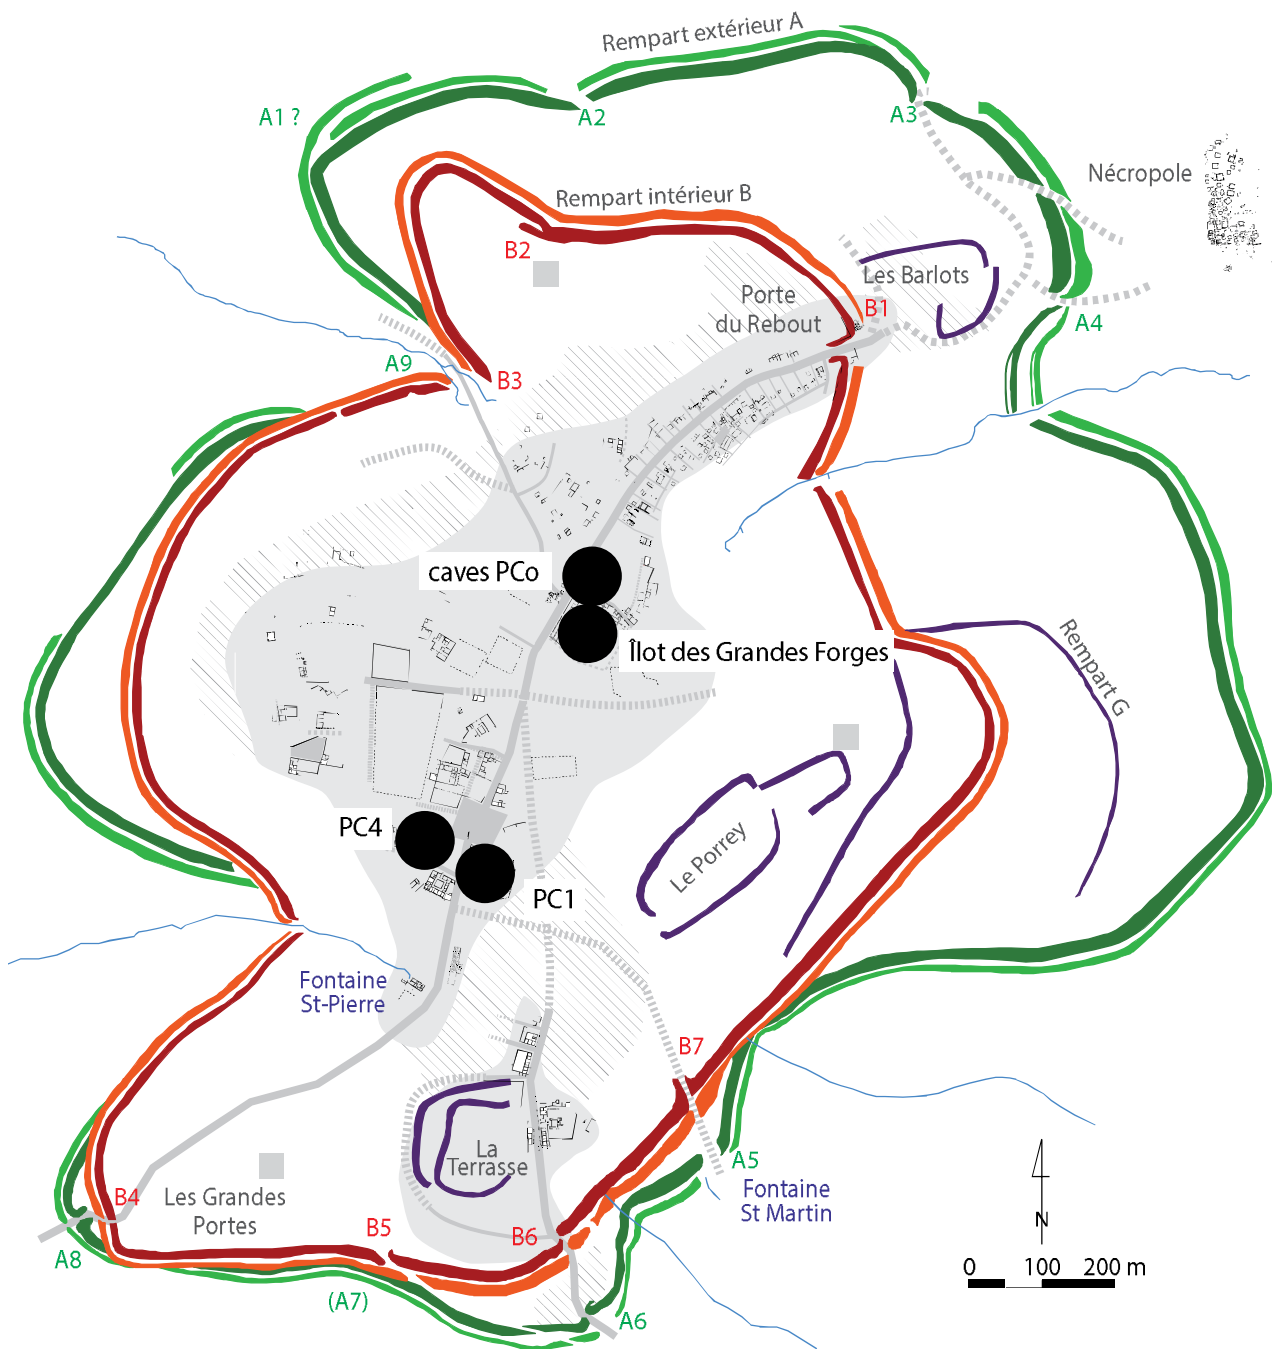 Rempart extérieur A
A1 ?
A2
A3
Nécropole
Rempart intérieur B
B2
Les Barlots
Porte
du Rebout
B1
A4
A9
B3
caves PCo
Îlot des Grandes Forges
Rempart G
PC4
Le Porrey
PC1
Fontaine
St-Pierre
B7
La
Terrasse
A5
Fontaine
St Martin
B4
Les Grandes
Portes
B5
B6
A8
(A7)
A6
N
0 100 200 m